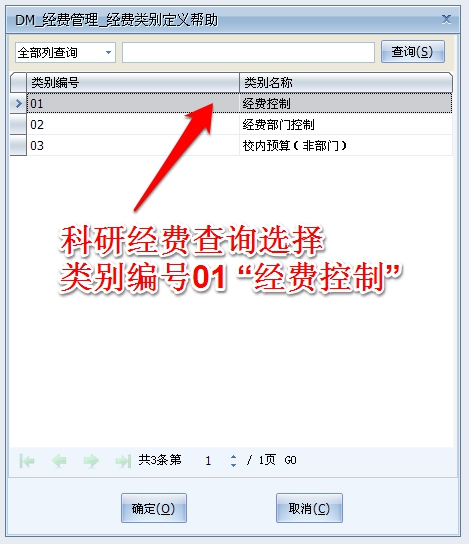 DM_经费管理_经费类别定义帮助
全部列查询 查询(S)
类别编号 类别名称
01 经费控制
02 经费部门控制
03 校内预算(非部门)
科研经费查询选择
类别编号01 “经费控制”
共3条第 1 / 1页 GO
确定(O) 取消(C)